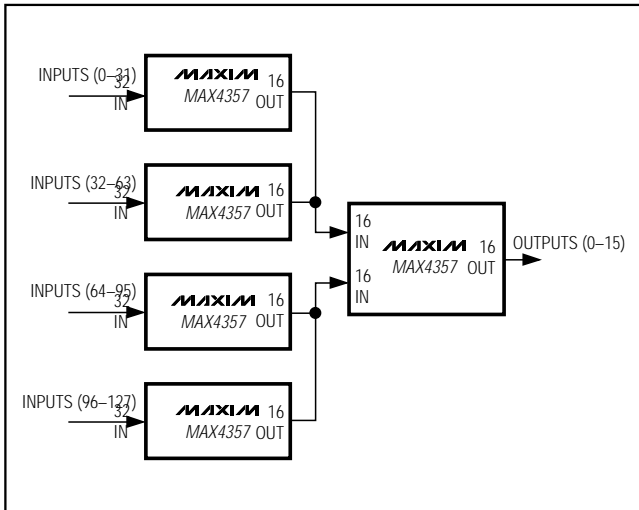 INPUTS (0–31)
32
IN
MAXIM
MAX4357
16
OUT
INPUTS (32–63)
32
IN
MAXIM
MAX4357
16
OUT
16
IN
16
IN
MAXIM
MAX4357
16
OUT
OUTPUTS (0–15)
INPUTS (64–95)
32
IN
MAXIM
MAX4357
16
OUT
INPUTS (96–127)
32
IN
MAXIM
MAX4357
16
OUT